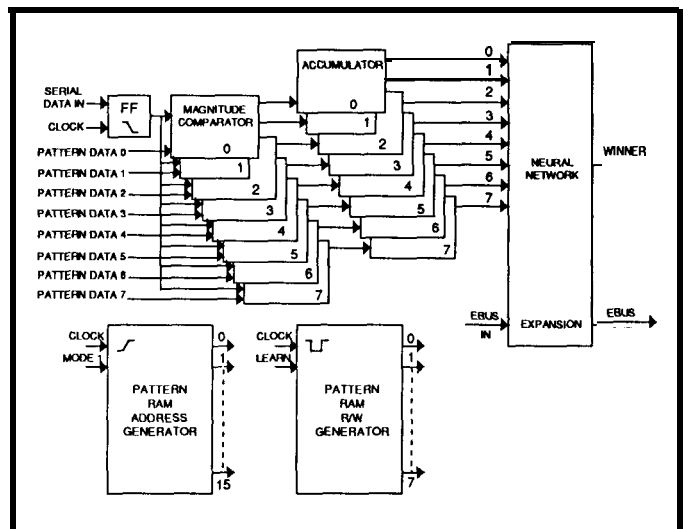 SERIAL
DATA IN
CLOCK
FF
MAGNITUDE
COMPARATOR
0
1
2
3
4
5
6
7
PATTERN DATA 0
PATTERN DATA 1
PATTERN DATA 2
PATTERN DATA 3
PATTERN DATA 4
PATTERN DATA 5
PATTERN DATA 6
PATTERN DATA 7
ACCUMULATOR
0
1
2
3
4
5
6
7
0
1
2
3
4
5
6
7
NEURAL
NETWORK
WINNER
EBUS
IN
EXPANSION
EBUS
CLOCK
MODE 1
PATTERN
RAM
ADDRESS
GENERATOR
0
1
15
CLOCK
LEARN
PATTERN
RAM
R/W
GENERATOR
0
1
7